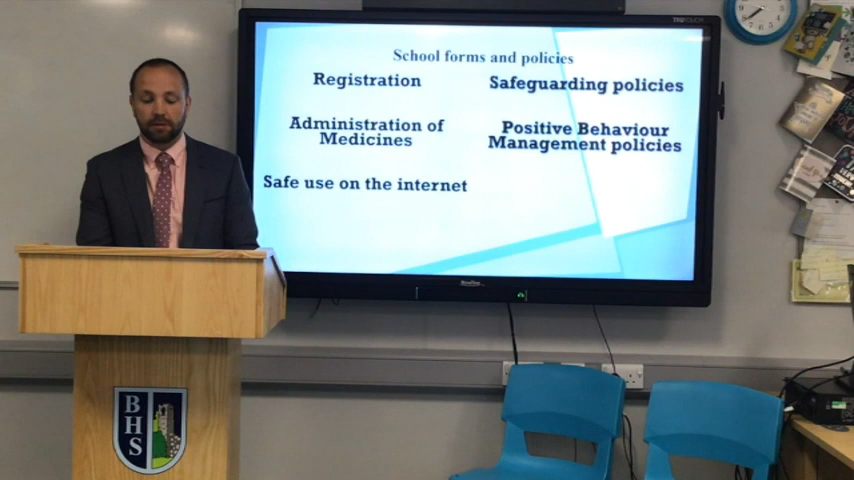 School forms and policies
Registration
Safeguarding policies
Administration of
Medicines
Positive Behaviour
Management policies
Safe use on the internet
BHS